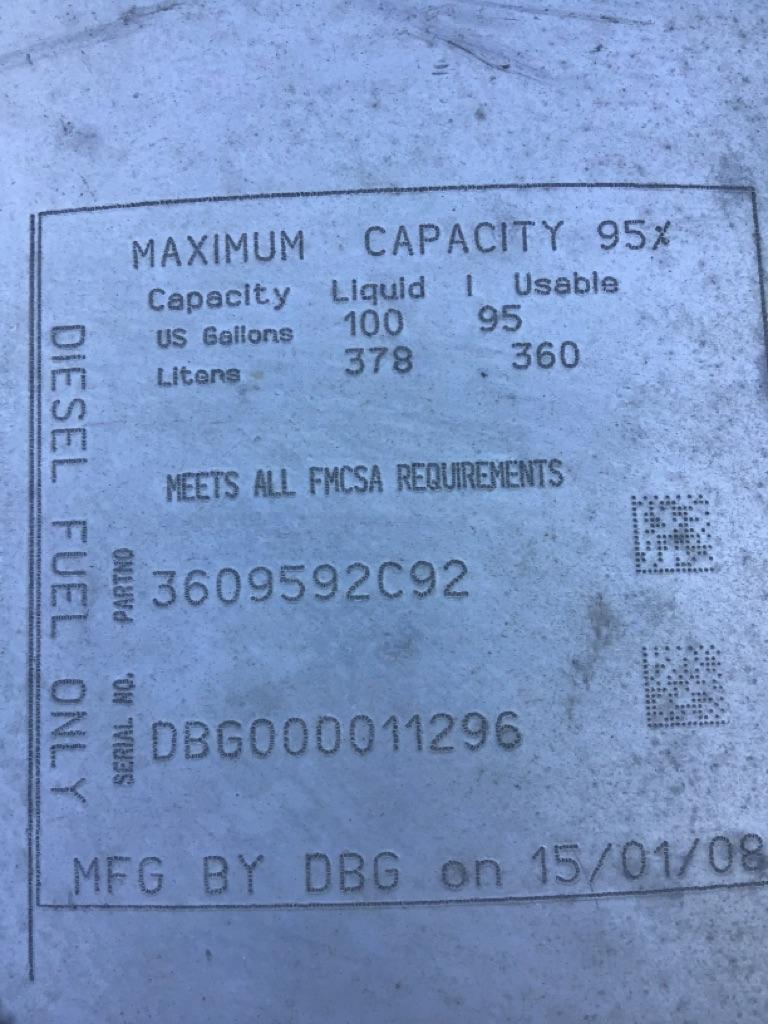 MAXIMUM CAPACITY 95%
Capacity Liquid | Usable
US Gallons 100 95
Liters 378 360
MEETS ALL FMCSA REQUIREMENTS
PARTNO 3609592C92
SERIAL NO. DBG000011296
DIESEL FUEL ONLY
MFG BY DBG on 15/01/08